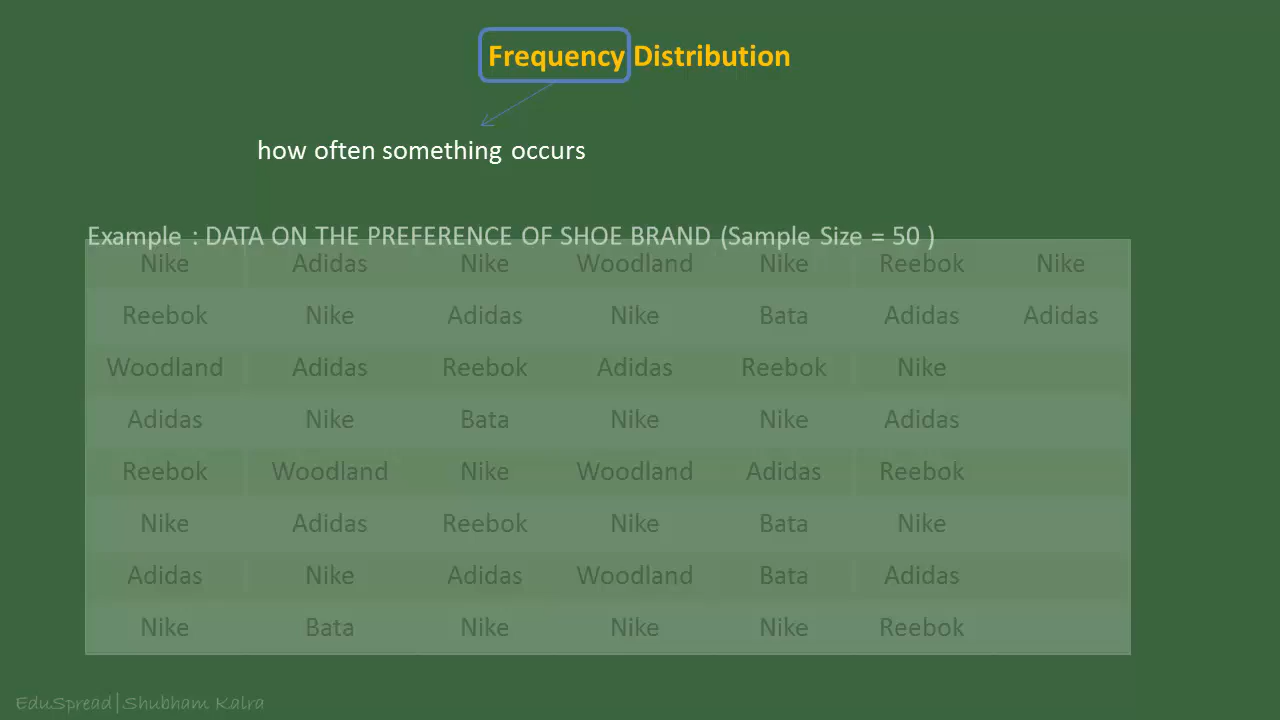 Frequency Distribution
how often something occurs
Example : DATA ON THE PREFERENCE OF SHOE BRAND (Sample Size = 50 )
Nike Adidas Nike Woodland Nike Reebok Nike
Reebok Nike Adidas Nike Bata Adidas Adidas
Woodland Adidas Reebok Adidas Reebok Nike
Adidas Nike Bata Nike Nike Adidas
Reebok Woodland Nike Woodland Adidas Reebok
Nike Adidas Reebok Nike Bata Nike
Adidas Nike Adidas Woodland Bata Adidas
Nike Bata Nike Nike Nike Reebok
EduSpread|Shubham Kalra